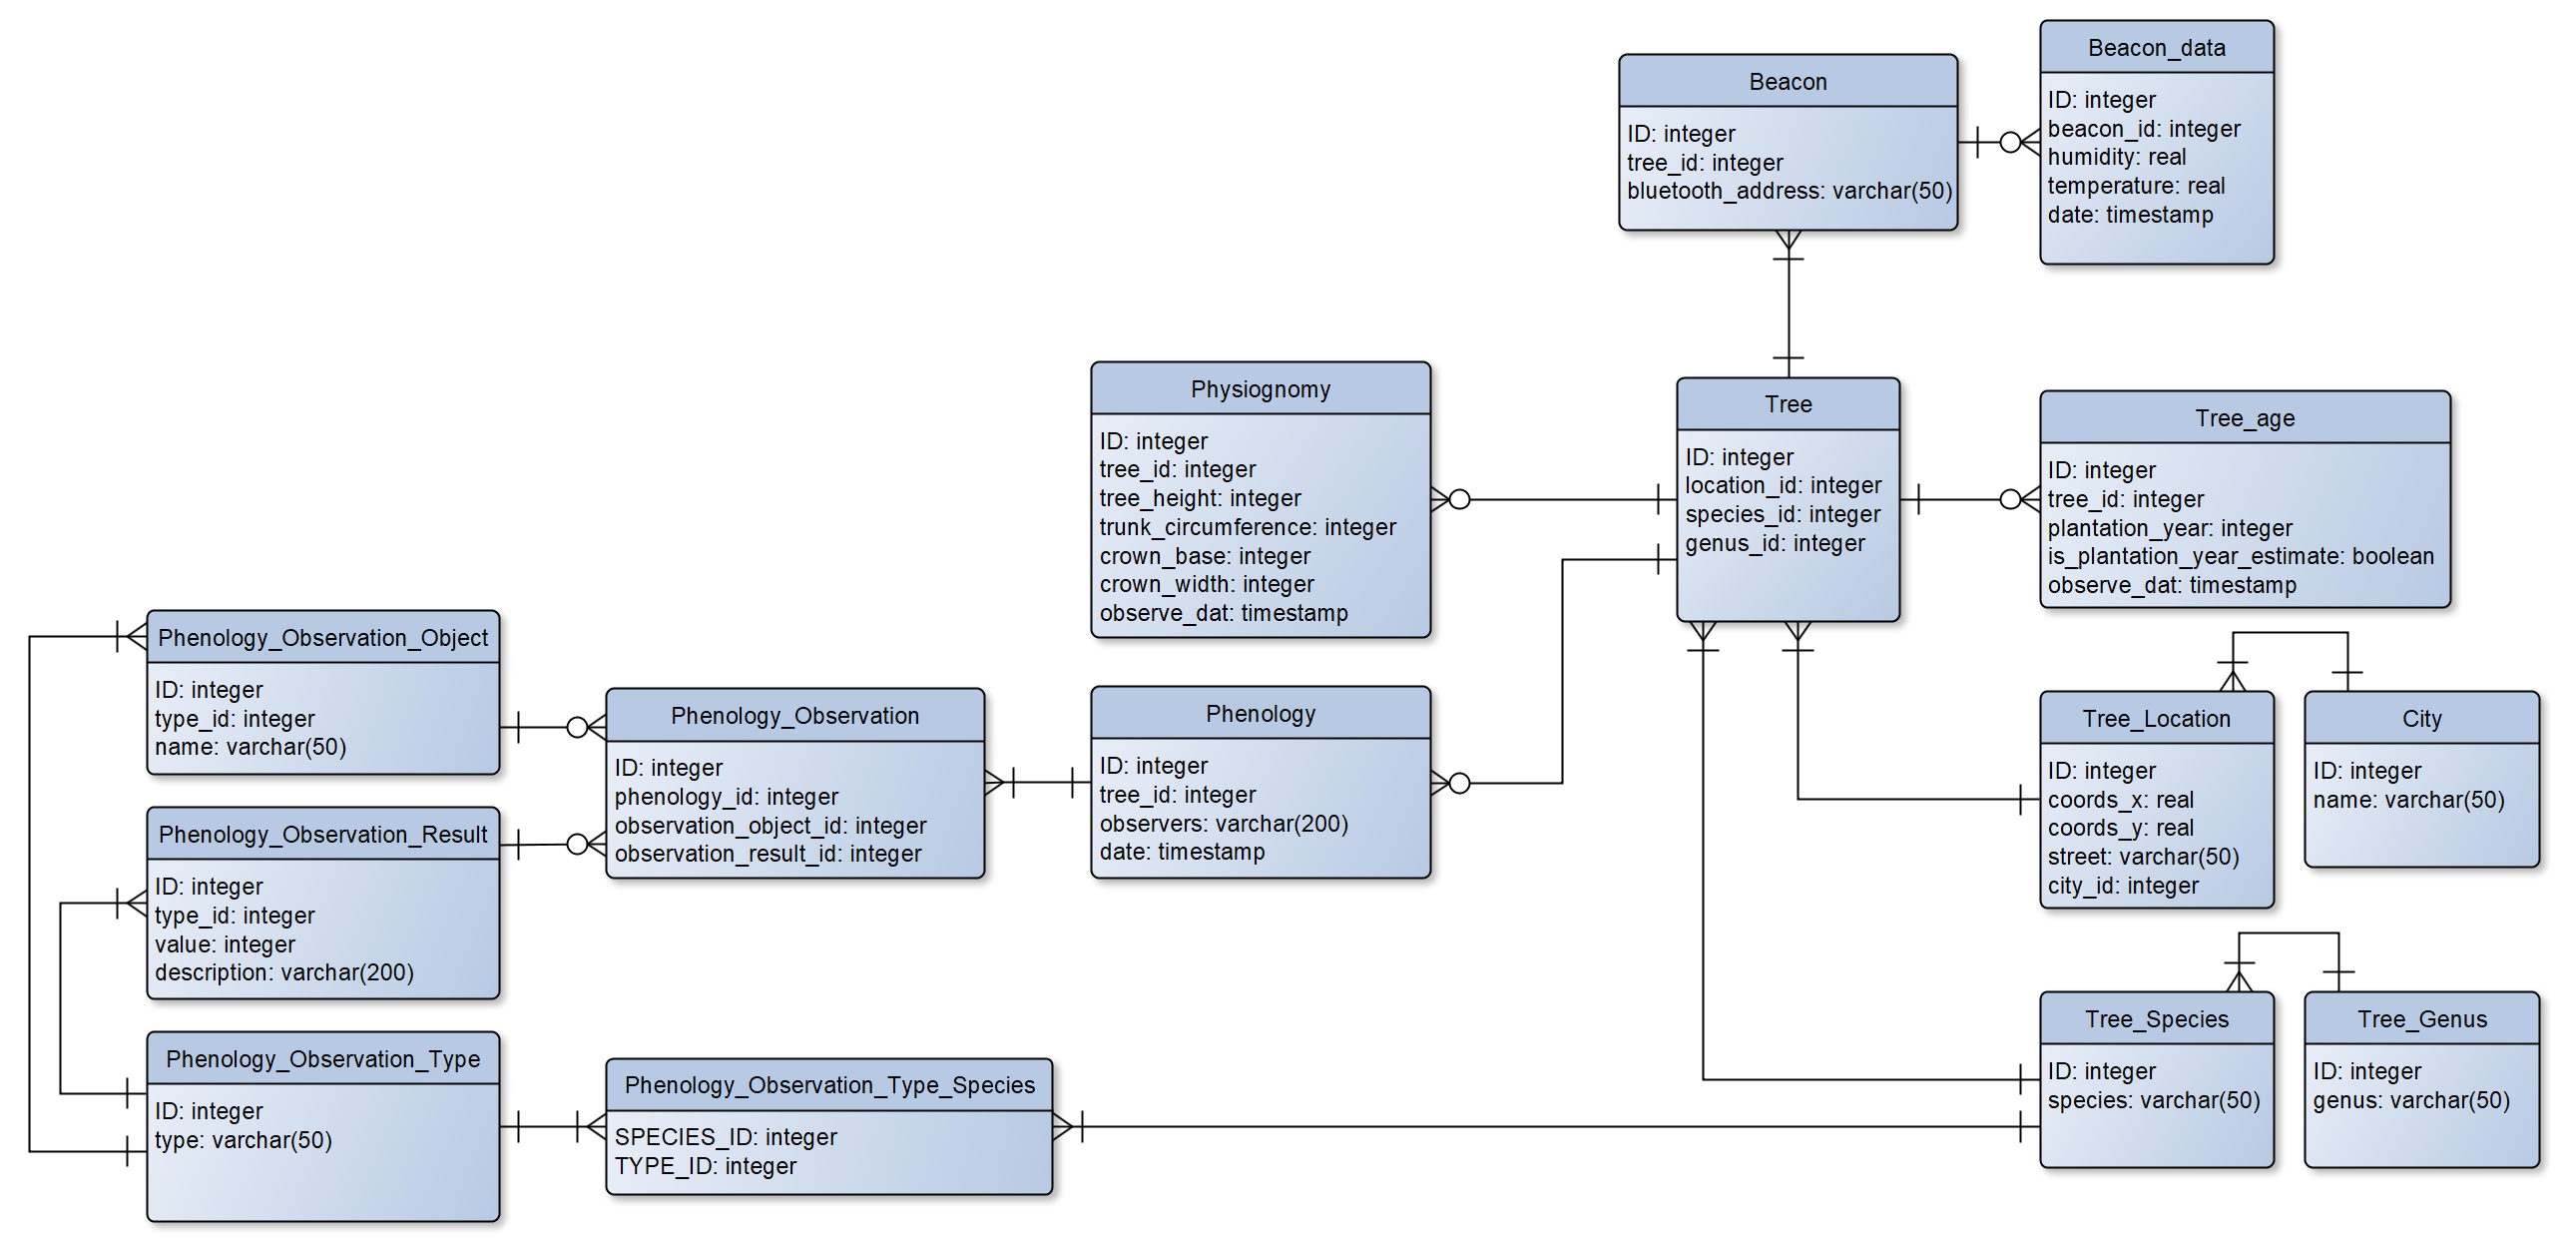 Beacon_data
ID: integer
beacon_id: integer
humidity: real
temperature: real
date: timestamp
Beacon
ID: integer
tree_id: integer
bluetooth_address: varchar(50)
Physiognomy
ID: integer
tree_id: integer
tree_height: integer
trunk_circumference: integer
crown_base: integer
crown_width: integer
observe_dat: timestamp
Tree
ID: integer
location_id: integer
species_id: integer
genus_id: integer
Tree_age
ID: integer
tree_id: integer
plantation_year: integer
is_plantation_year_estimate: boolean
observe_dat: timestamp
Phenology_Observation_Object
ID: integer
type_id: integer
name: varchar(50)
Phenology_Observation
ID: integer
phenology_id: integer
observation_object_id: integer
observation_result_id: integer
Phenology
ID: integer
tree_id: integer
observers: varchar(200)
date: timestamp
Tree_Location
ID: integer
coords_x: real
coords_y: real
street: varchar(50)
city_id: integer
City
ID: integer
name: varchar(50)
Phenology_Observation_Result
ID: integer
type_id: integer
value: integer
description: varchar(200)
Phenology_Observation_Type
ID: integer
type: varchar(50)
Phenology_Observation_Type_Species
SPECIES_ID: integer
TYPE_ID: integer
Tree_Species
ID: integer
species: varchar(50)
Tree_Genus
ID: integer
genus: varchar(50)